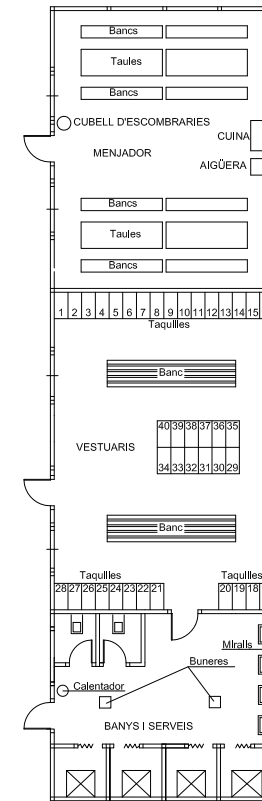 Bancs
Taules
Bancs
CUBELL D'ESCOMBRARIES
CUINA
MENJADOR
AIGÜERA
Bancs
Taules
Bancs
1 2 3 4 5 6 7 8 9 10 11 12 13 14 15
Taquilles
Banc
40 39 38 37 36 35
VESTUARIS
34 33 32 31 30 29
Banc
Taquilles Taquilles
28 27 26 25 24 23 22 21 20 19 18
MIralls
Buneres
Calentador
BANYS I SERVEIS